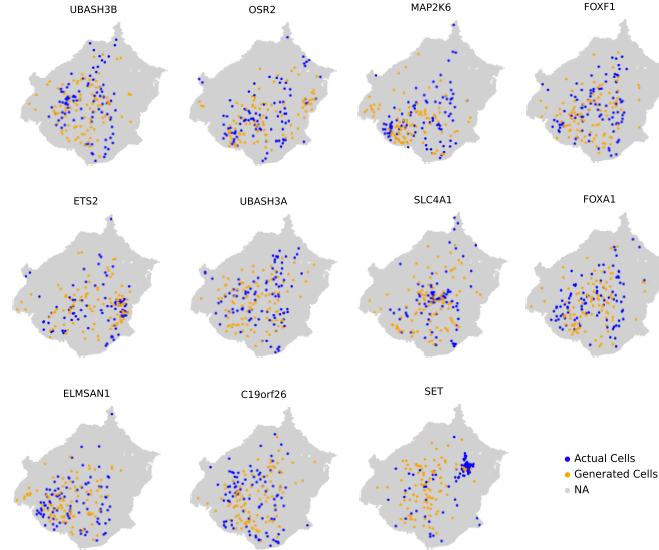 UBASH3B
OSR2
MAP2K6
FOXF1
ETS2
UBASH3A
SLC4A1
FOXA1
ELMSAN1
C19orf26
SET
Actual Cells
Generated Cells
NA